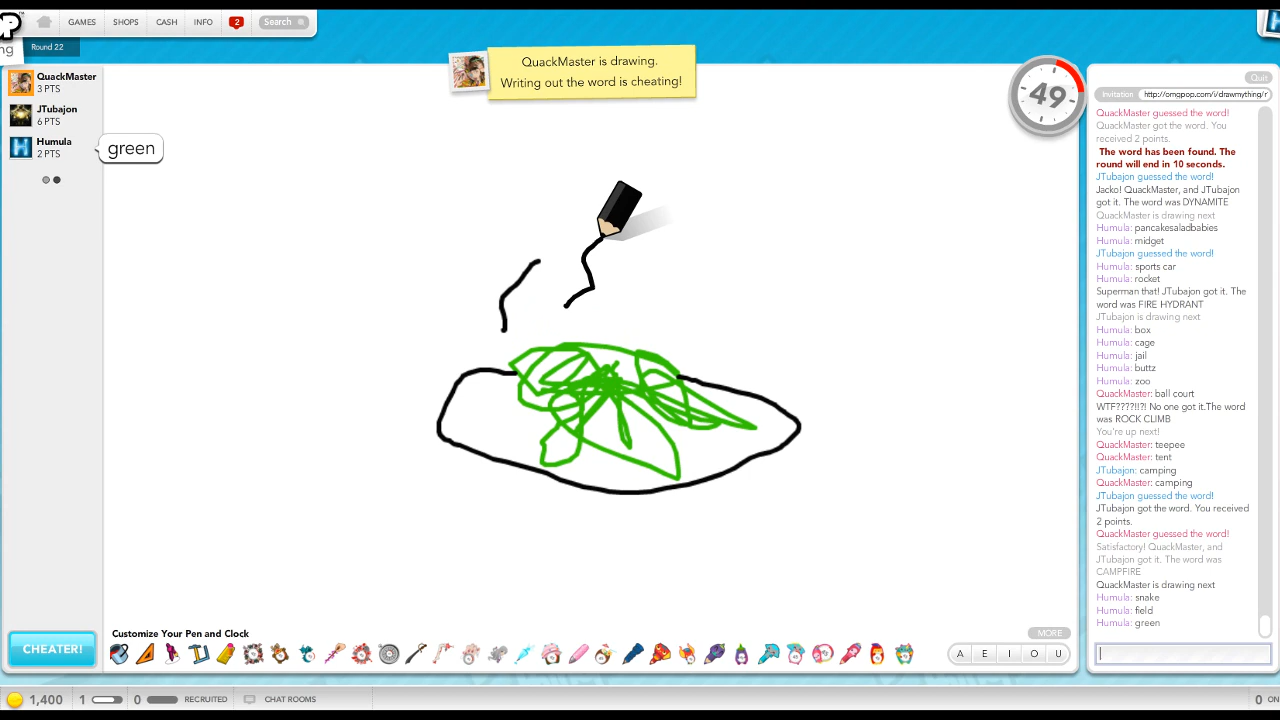 P™
GAMES
SHOPS
CASH
INFO
2
Search
ng
Round 22
QuackMaster
3 PTS
JTubajon
6 PTS
Humula
2 PTS
green
QuackMaster is drawing.
Writing out the word is cheating!
49
Quit
Invitation http://omgpop.com/i/drawmything/r
QuackMaster guessed the word!
QuackMaster got the word. You
received 2 points.
The word has been found. The
round will end in 10 seconds.
JTubajon guessed the word!
Jacko! QuackMaster, and JTubajon
got it. The word was DYNAMITE
QuackMaster is drawing next
Humula: pancakesaladbabies
Humula: midget
JTubajon guessed the word!
Humula: sports car
Humula: rocket
Superman that! JTubajon got it. The
word was FIRE HYDRANT
JTubajon is drawing next
Humula: box
Humula: cage
Humula: jail
Humula: buttz
Humula: zoo
QuackMaster: ball court
WTF????!!?! No one got it.The word
was ROCK CLIMB
You're up next!
QuackMaster: teepee
QuackMaster: tent
JTubajon: camping
QuackMaster: camping
JTubajon guessed the word!
JTubajon got the word. You received
2 points.
QuackMaster guessed the word!
Satisfactory! QuackMaster, and
JTubajon got it. The word was
CAMPFIRE
QuackMaster is drawing next
Humula: snake
Humula: field
Humula: green
Customize Your Pen and Clock
MORE
A E I O U
CHEATER!
1,400
1
0
RECRUITED
CHAT ROOMS
0 ON